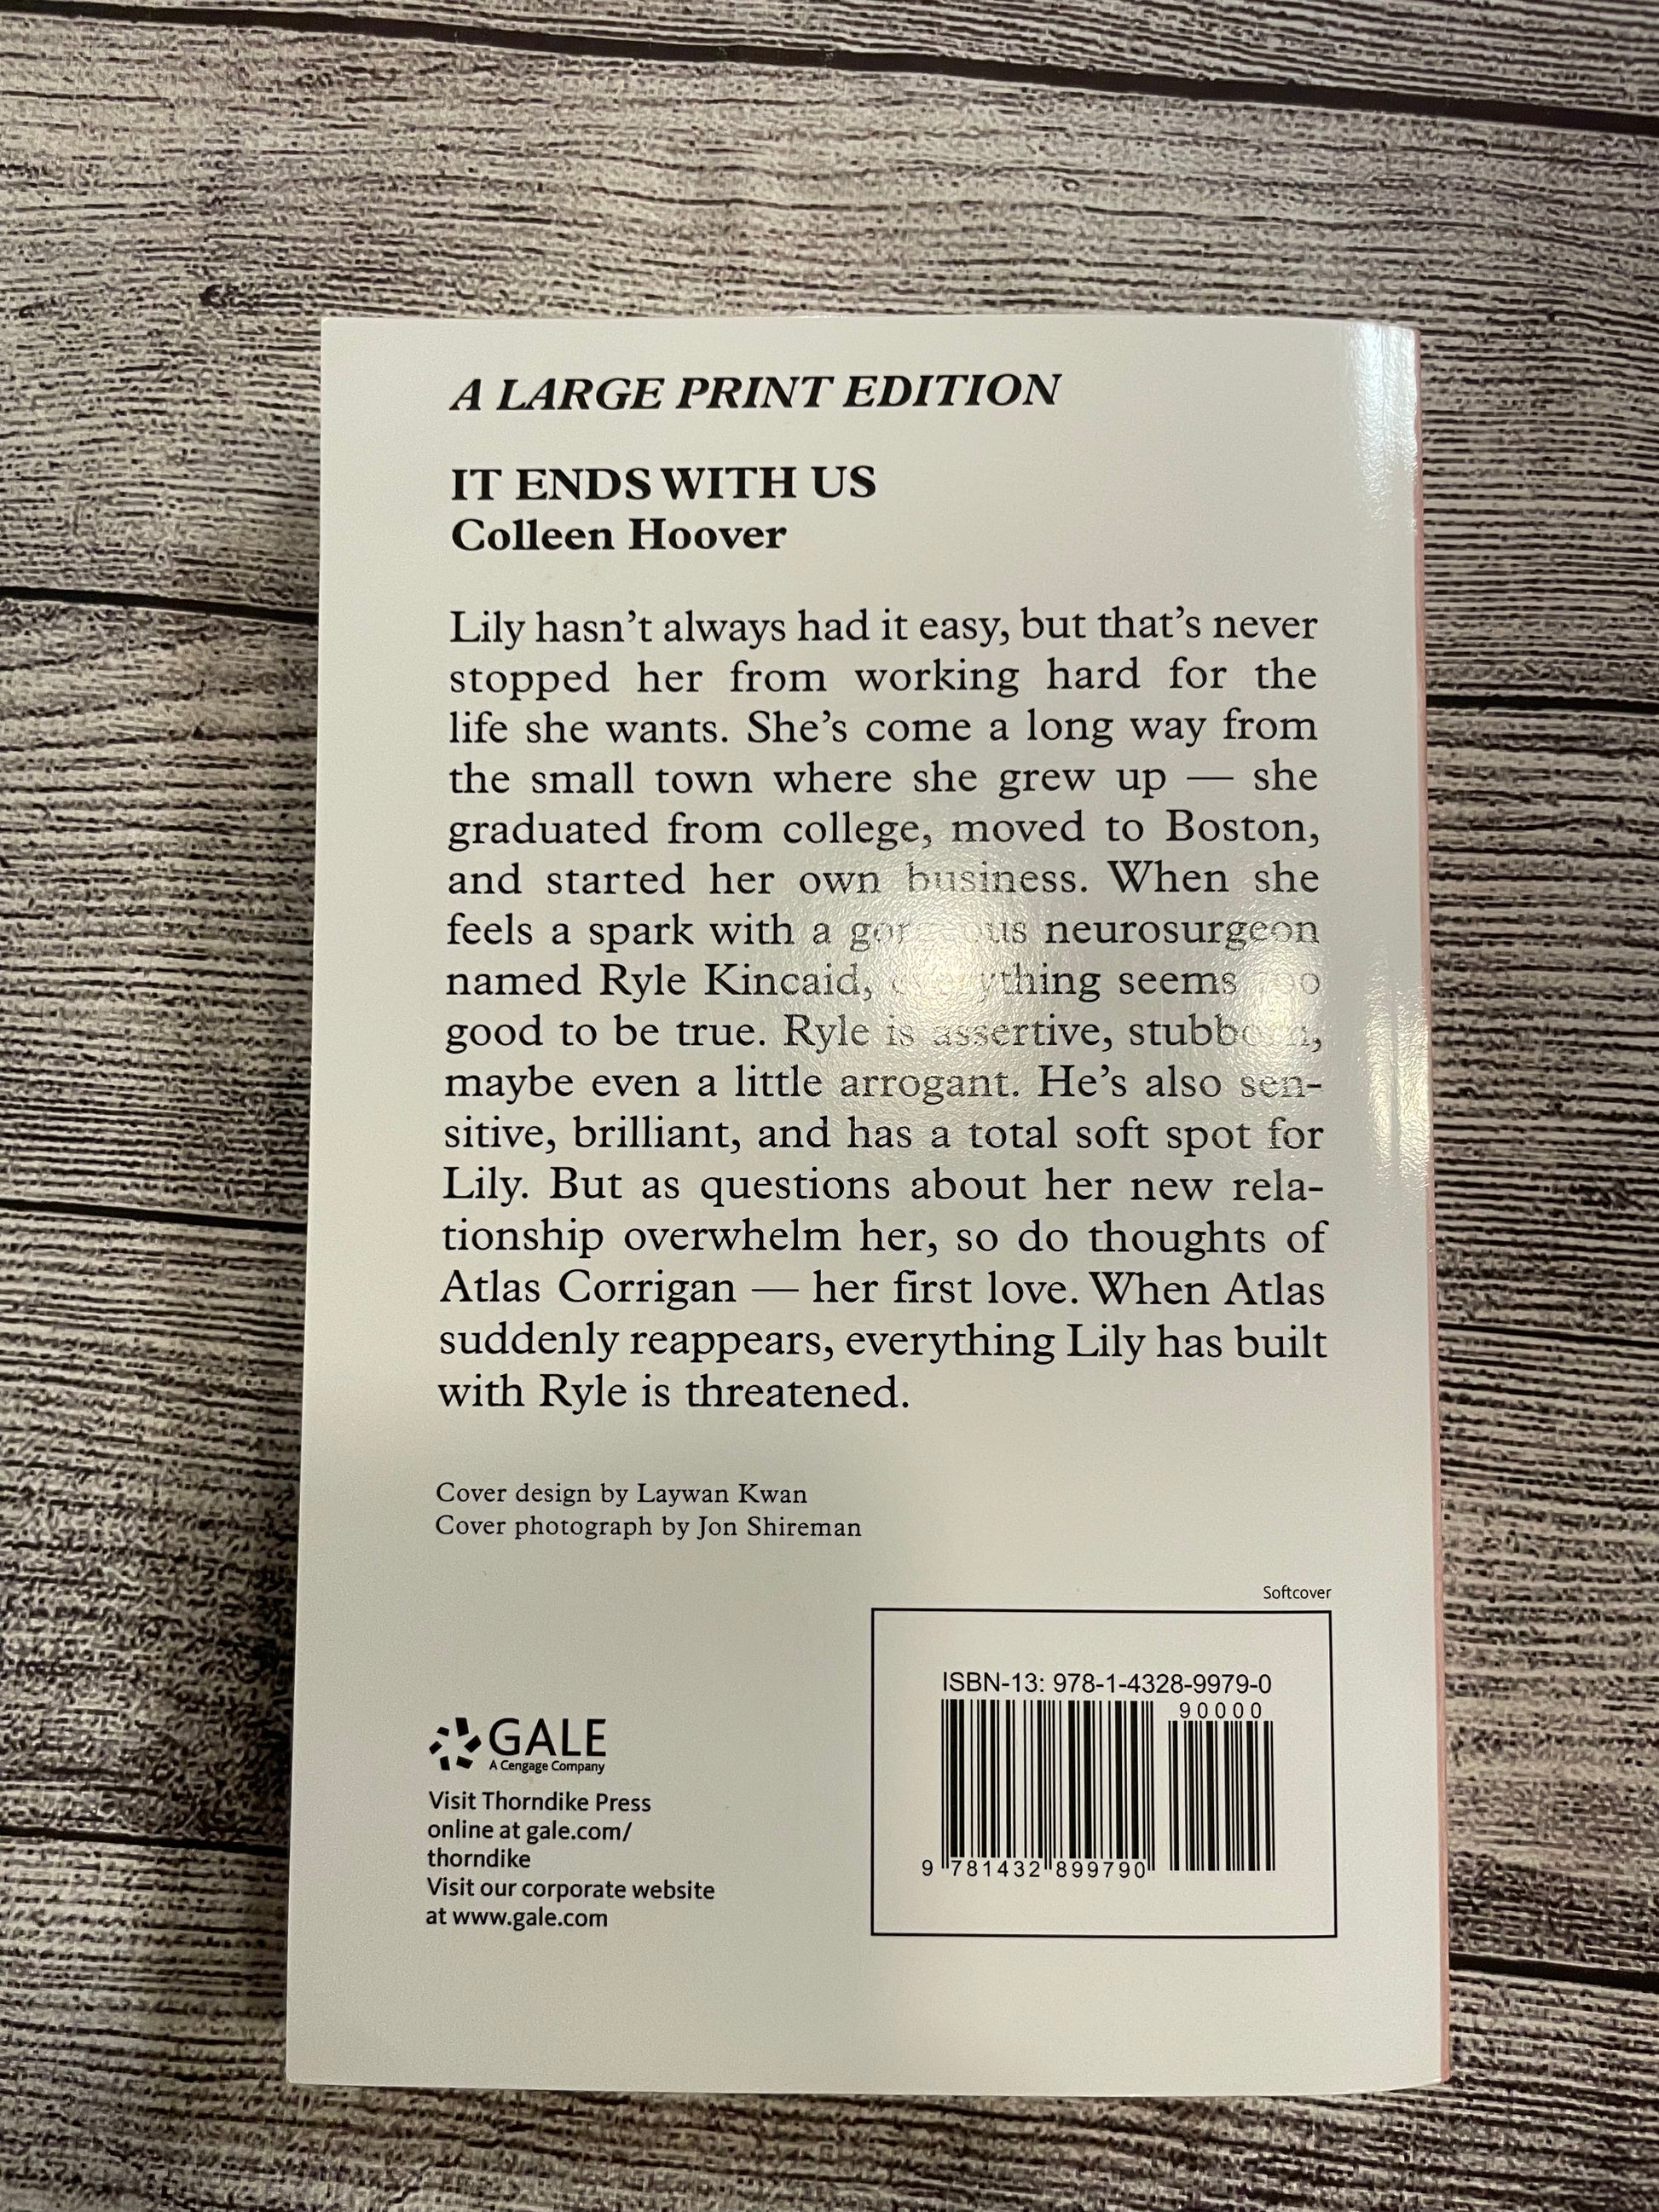 A LARGE PRINT EDITION
IT ENDS WITH US
Colleen Hoover
Lily hasn't always had it easy, but that's never
stopped her from working hard for the
life she wants. She's come a long way from
the small town where she grew up — she
graduated from college, moved to Boston,
and started her own business. When she
feels a spark with a gorgeous neurosurgeon
named Ryle Kincaid, everything seems too
good to be true. Ryle is assertive, stubborn,
maybe even a little arrogant. He's also sen-
sitive, brilliant, and has a total soft spot for
Lily. But as questions about her new rela-
tionship overwhelm her, so do thoughts of
Atlas Corrigan — her first love. When Atlas
suddenly reappears, everything Lily has built
with Ryle is threatened.
Cover design by Laywan Kwan
Cover photograph by Jon Shireman
Softcover
ISBN-13: 978-1-4328-9979-0
90000
9 781432 899790
GALE
A Cengage Company
Visit Thorndike Press
online at gale.com/
thorndike
Visit our corporate website
at www.gale.com